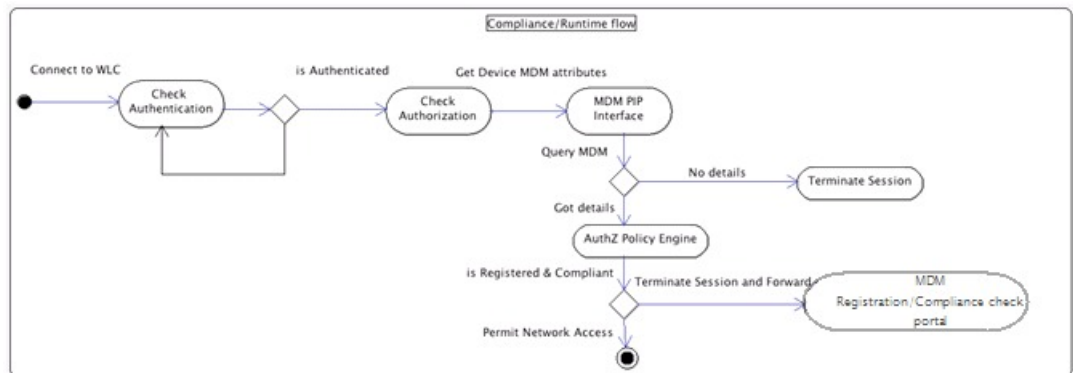 Compliance/Runtime flow
Connect to WLC
is Authenticated
Get Device MDM attributes
Check
Authentication
Check
Authorization
MDM PIP
Interface
Query MDM
No details
Terminate Session
Got details
AuthZ Policy Engine
is Registered & Compliant
Terminate Session and Forward
MDM
Registration/Compliance check
portal
Permit Network Access